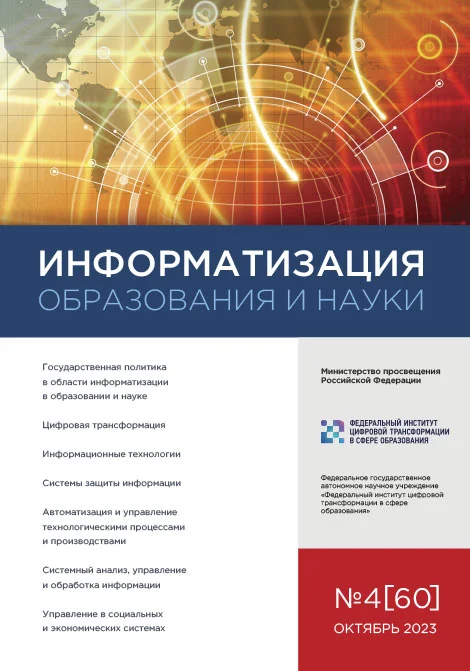 ИНФОРМАТИЗАЦИЯ
ОБРАЗОВАНИЯ И НАУКИ
Государственная политика
в области информатизации
в образовании и науке
Цифровая трансформация
Информационные технологии
Системы защиты информации
Автоматизация и управление
технологическими процессами
и производствами
Системный анализ, управление
и обработка информации
Управление в социальных
и экономических системах
Министерство просвещения
Российской Федерации
ФЕДЕРАЛЬНЫЙ ИНСТИТУТ
ЦИФРОВОЙ ТРАНСФОРМАЦИИ
В СФЕРЕ ОБРАЗОВАНИЯ
Федеральное государственное
автономное научное учреждение
«Федеральный институт цифровой
трансформации в сфере
образования»
№4[60]
ОКТЯБРЬ 2023